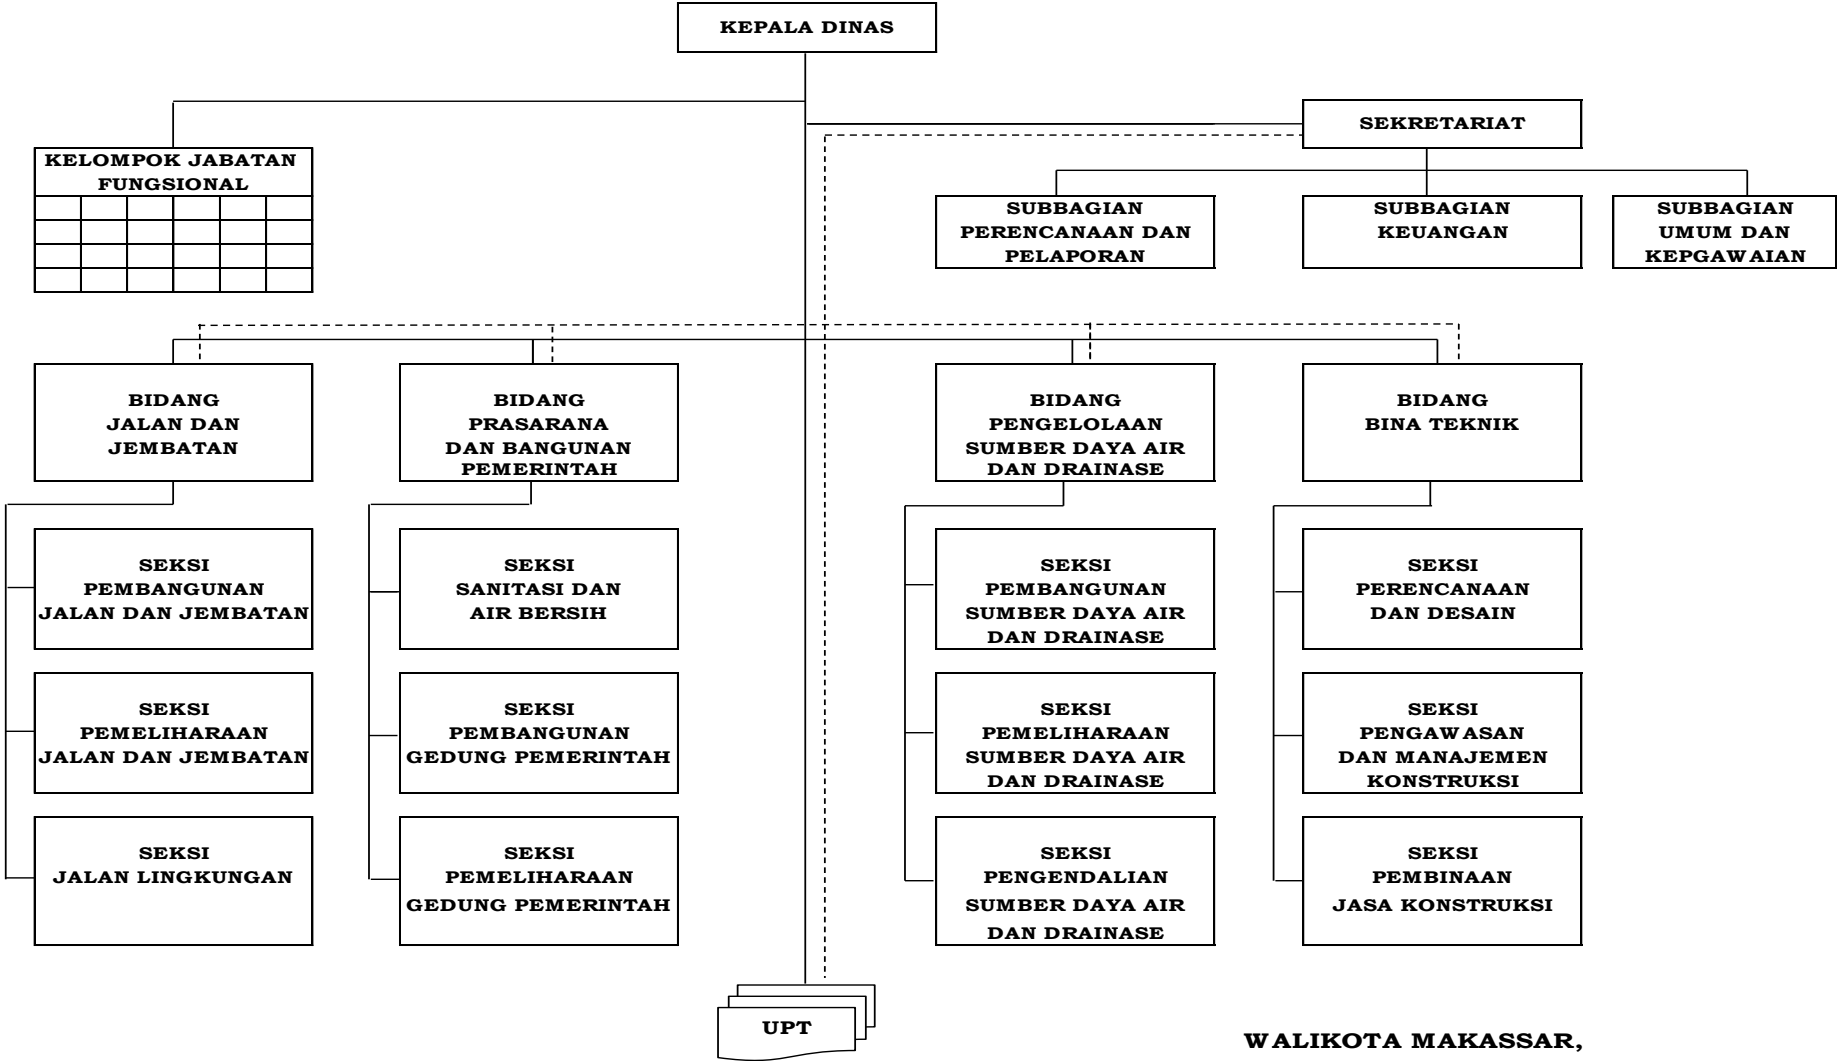 KEPALA DINAS
SEKRETARIAT
KELOMPOK JABATAN
FUNGSIONAL
SUBBAGIAN
PERENCANAAN DAN
PELAPORAN
SUBBAGIAN
KEUANGAN
SUBBAGIAN
UMUM DAN
KEPGAWAIAN
BIDANG
JALAN DAN
JEMBATAN
BIDANG
PRASARANA
DAN BANGUNAN
PEMERINTAH
BIDANG
PENGELOLAAN
SUMBER DAYA AIR
DAN DRAINASE
BIDANG
BINA TEKNIK
SEKSI
PEMBANGUNAN
JALAN DAN JEMBATAN
SEKSI
SANITASI DAN
AIR BERSIH
SEKSI
PEMBANGUNAN
SUMBER DAYA AIR
DAN DRAINASE
SEKSI
PERENCANAAN
DAN DESAIN
SEKSI
PEMELIHARAAN
JALAN DAN JEMBATAN
SEKSI
PEMBANGUNAN
GEDUNG PEMERINTAH
SEKSI
PEMELIHARAAN
SUMBER DAYA AIR
DAN DRAINASE
SEKSI
PENGAWASAN
DAN MANAJEMEN
KONSTRUKSI
SEKSI
JALAN LINGKUNGAN
SEKSI
PEMELIHARAAN
GEDUNG PEMERINTAH
SEKSI
PENGENDALIAN
SUMBER DAYA AIR
DAN DRAINASE
SEKSI
PEMBINAAN
JASA KONSTRUKSI
UPT
WALIKOTA MAKASSAR,